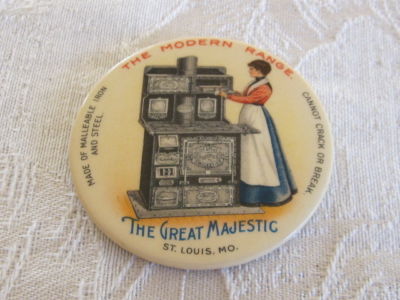 THE MODERN RANGE.
MADE OF MALLEABLE IRON
AND STEEL.
CANNOT CRACK OR BREAK.
THE GREAT MAJESTIC
ST. LOUIS, MO.